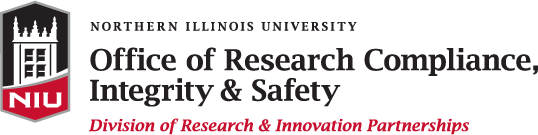 NORTHERN ILLINOIS UNIVERSITY
Office of Research Compliance,
Integrity & Safety
NIU
Division of Research & Innovation Partnerships